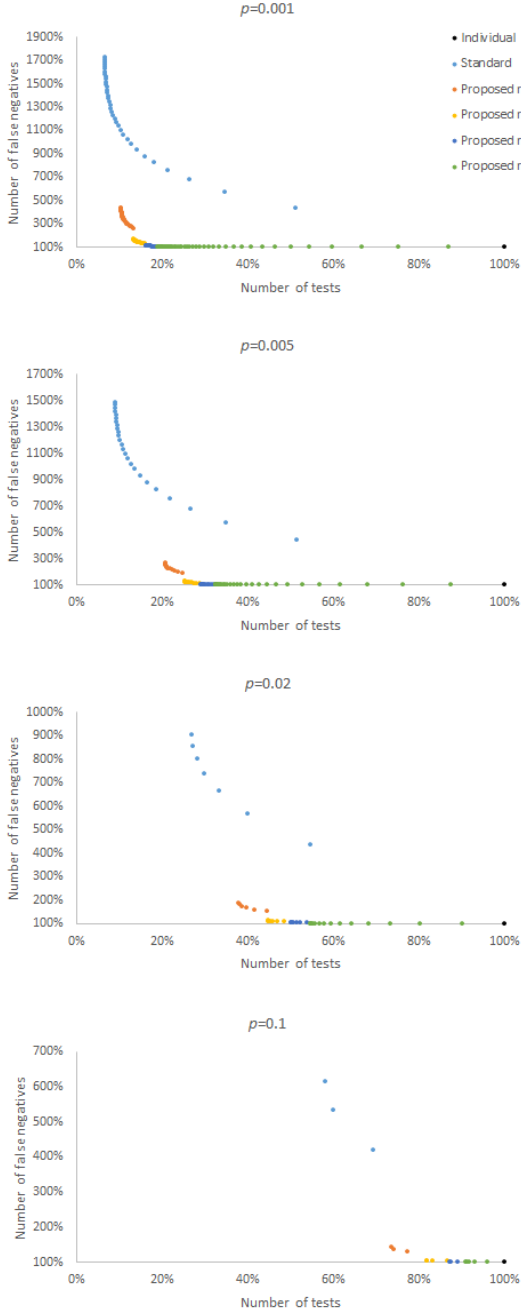 p=0.001
1900%
1700%
1500%
1300%
1100%
900%
700%
500%
300%
100%
Number of false negatives
0% 20% 40% 60% 80% 100%
Number of tests
Individual
Standard
Proposed r
Proposed r
Proposed r
Proposed r
p=0.005
1700%
1500%
1300%
1100%
900%
700%
500%
300%
100%
Number of false negatives
0% 20% 40% 60% 80% 100%
Number of tests
p=0.02
1000%
900%
800%
700%
600%
500%
400%
300%
200%
100%
Number of false negatives
0% 20% 40% 60% 80% 100%
Number of tests
p=0.1
700%
600%
500%
400%
300%
200%
100%
Number of false negatives
0% 20% 40% 60% 80% 100%
Number of tests